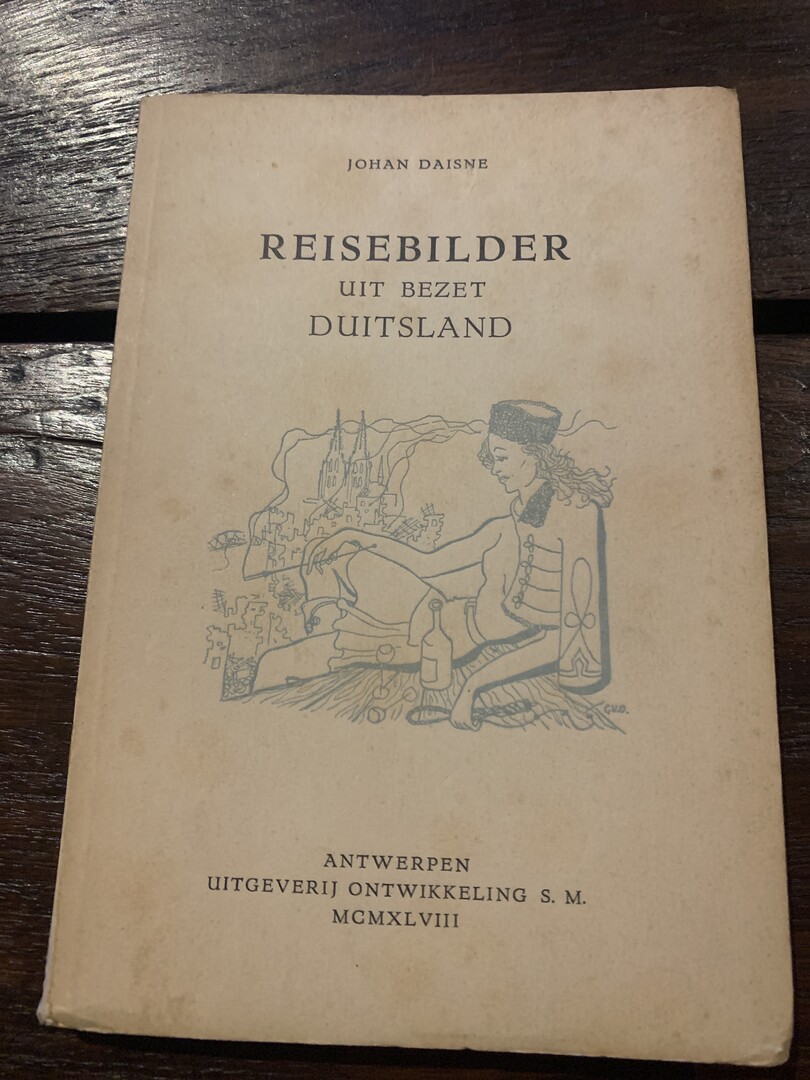 JOHAN DAISNE
REISEBILDER
UIT BEZET
DUITSLAND
G.V.D.
ANTWERPEN
UITGEVERIJ ONTWIKKELING S. M.
MCMXLVIII